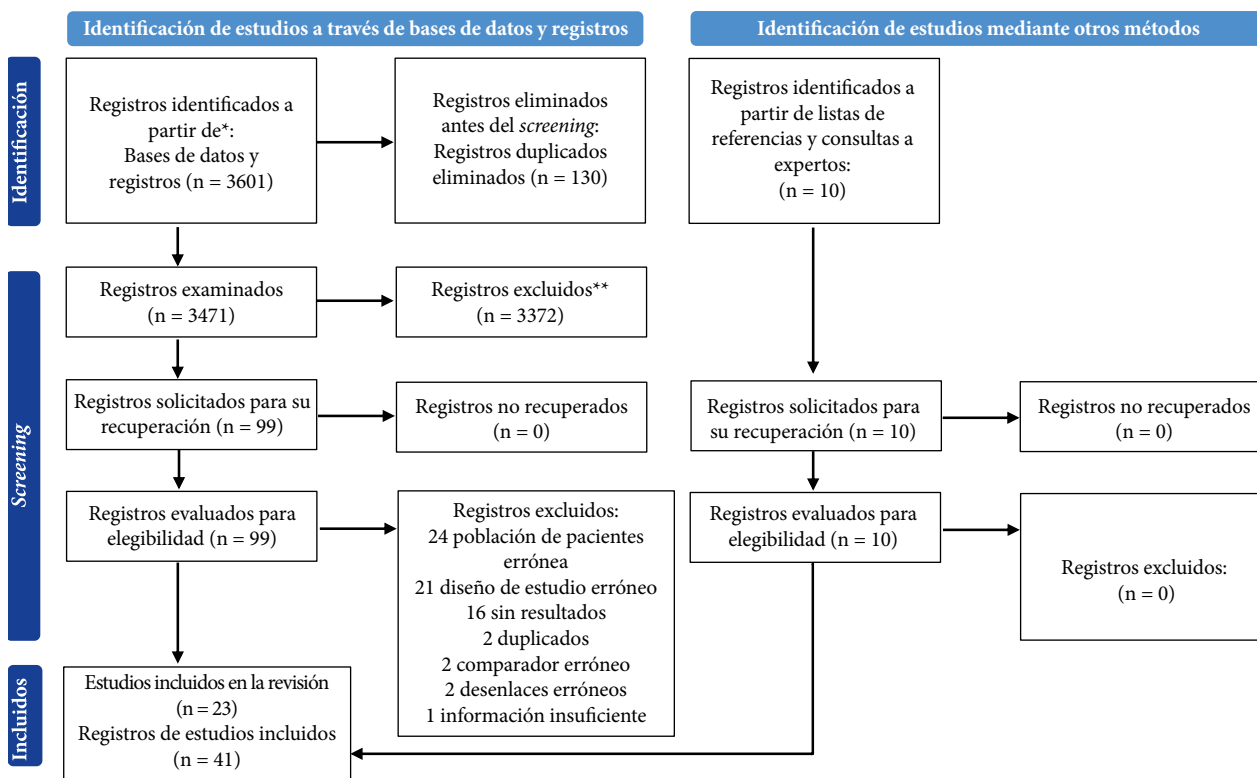 Identificación de estudios a través de bases de datos y registros
Identificación de estudios mediante otros métodos
Identificación
Registros identificados a
partir de*:
Bases de datos y
registros (n = 3601)
Registros eliminados
antes del screening:
Registros duplicados
eliminados (n = 130)
Registros identificados a
partir de listas de
referencias y consultas a
expertos:
(n = 10)
Screening
Registros examinados
(n = 3471)
Registros excluidos**
(n = 3372)
Registros solicitados para su
recuperación (n = 99)
Registros no recuperados
(n = 0)
Registros solicitados para
su recuperación (n = 10)
Registros no recuperados
(n = 0)
Registros evaluados para
elegibilidad (n = 99)
Registros excluidos:
24 población de pacientes
errónea
21 diseño de estudio erróneo
16 sin resultados
2 duplicados
2 comparador erróneo
2 desenlaces erróneos
1 información insuficiente
Registros evaluados para
elegibilidad (n = 10)
Registros excluidos:
(n = 0)
Incluidos
Estudios incluidos en la revisión
(n = 23)
Registros de estudios incluidos
(n = 41)